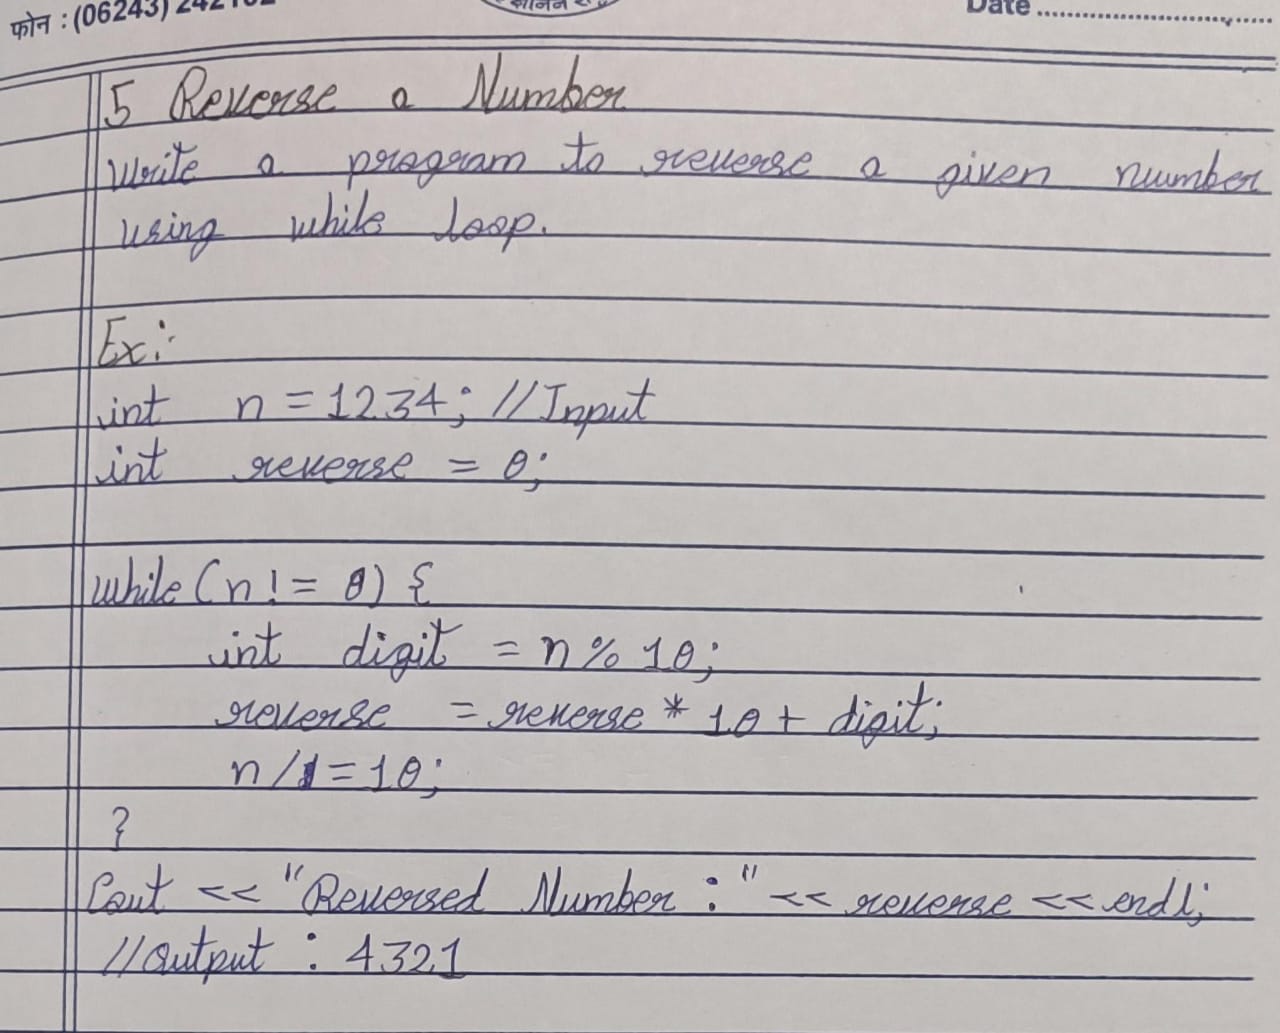 फोन : (06243) 242
Date
5 Reverse a Number
Write a program to reverse a given number
using while loop.
Ex:-
int n = 1234; //Input
int reverse = 0;
while (n != 0) {
int digit = n % 10;
reverse = reverse * 10 + digit;
n /= 10;
}
Cout << "Reversed Number : " << reverse << endl;
//Output : 4321